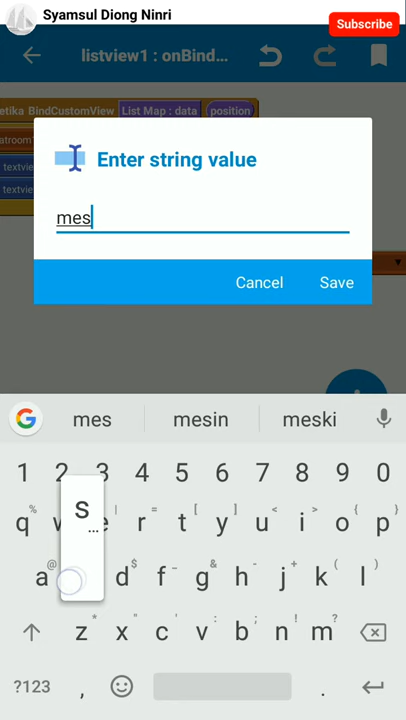 Syamsul Diong Ninri
Subscribe
listview1 : onBind...
etika BindCustomView List Map : data position
textvie
textvie
Enter string value
mes
Cancel Save
mes mesin meski
1 2 3 4 5 6 7 8 9 0
% | = [ ] < > { }
q w e r t y u i o p
S
...
@ $ _ & - + ( )
a d f g h j k l
* " ' : ; ! ?
z x c v b n m
?123 , .